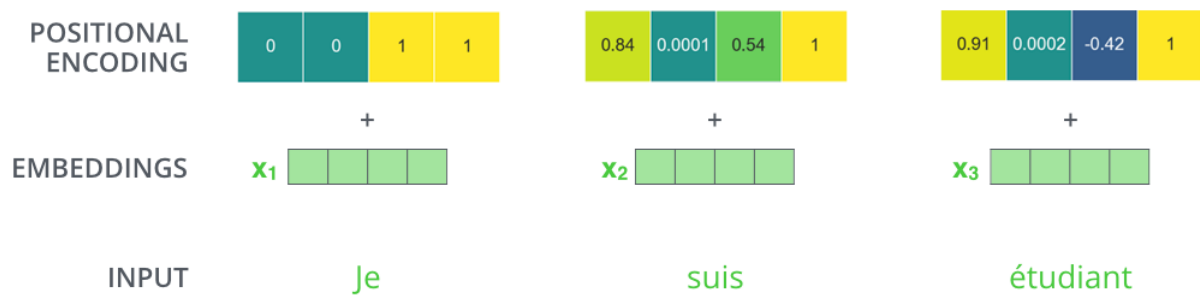 POSITIONAL
ENCODING
0 0 1 1
0.84 0.0001 0.54 1
0.91 0.0002 -0.42 1
+ + +
EMBEDDINGS x1 x2 x3
INPUT Je suis étudiant